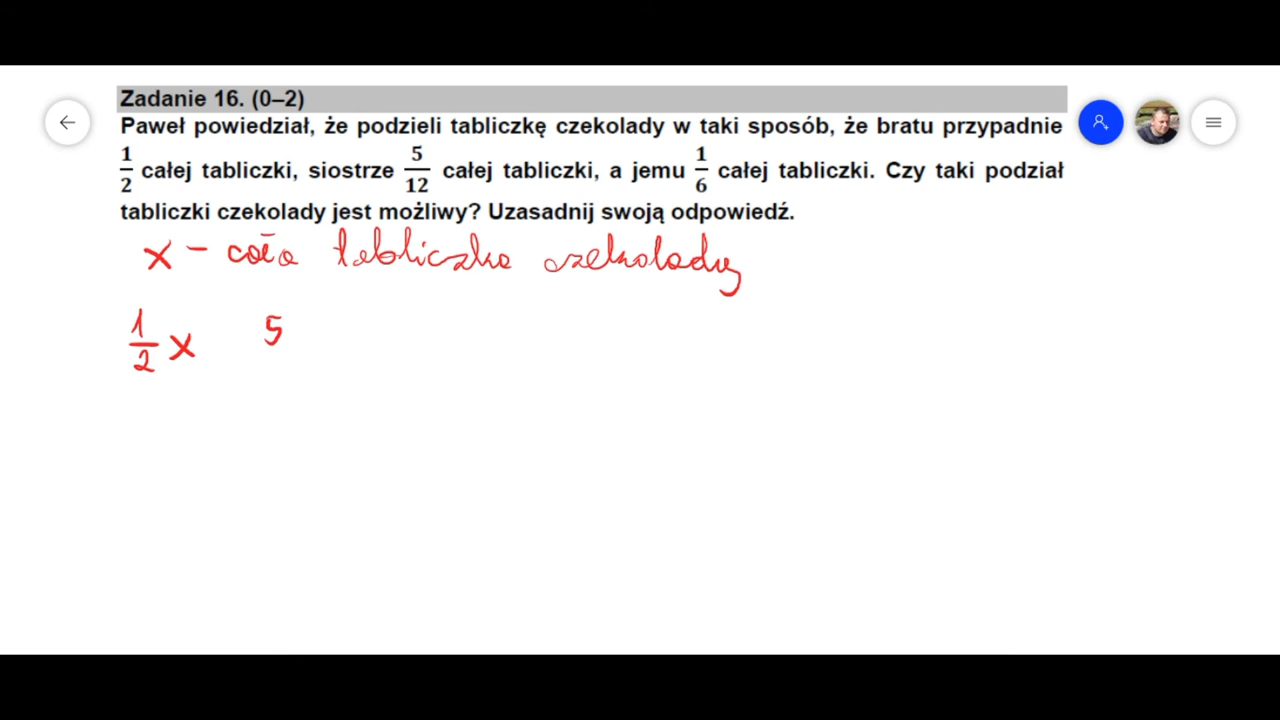 Zadanie 16. (0–2)
Paweł powiedział, że podzieli tabliczkę czekolady w taki sposób, że bratu przypadnie
1/2 całej tabliczki, siostrze 5/12 całej tabliczki, a jemu 1/6 całej tabliczki. Czy taki podział
tabliczki czekolady jest możliwy? Uzasadnij swoją odpowiedź.
x – cała tabliczka czekolady
1/2 x 5